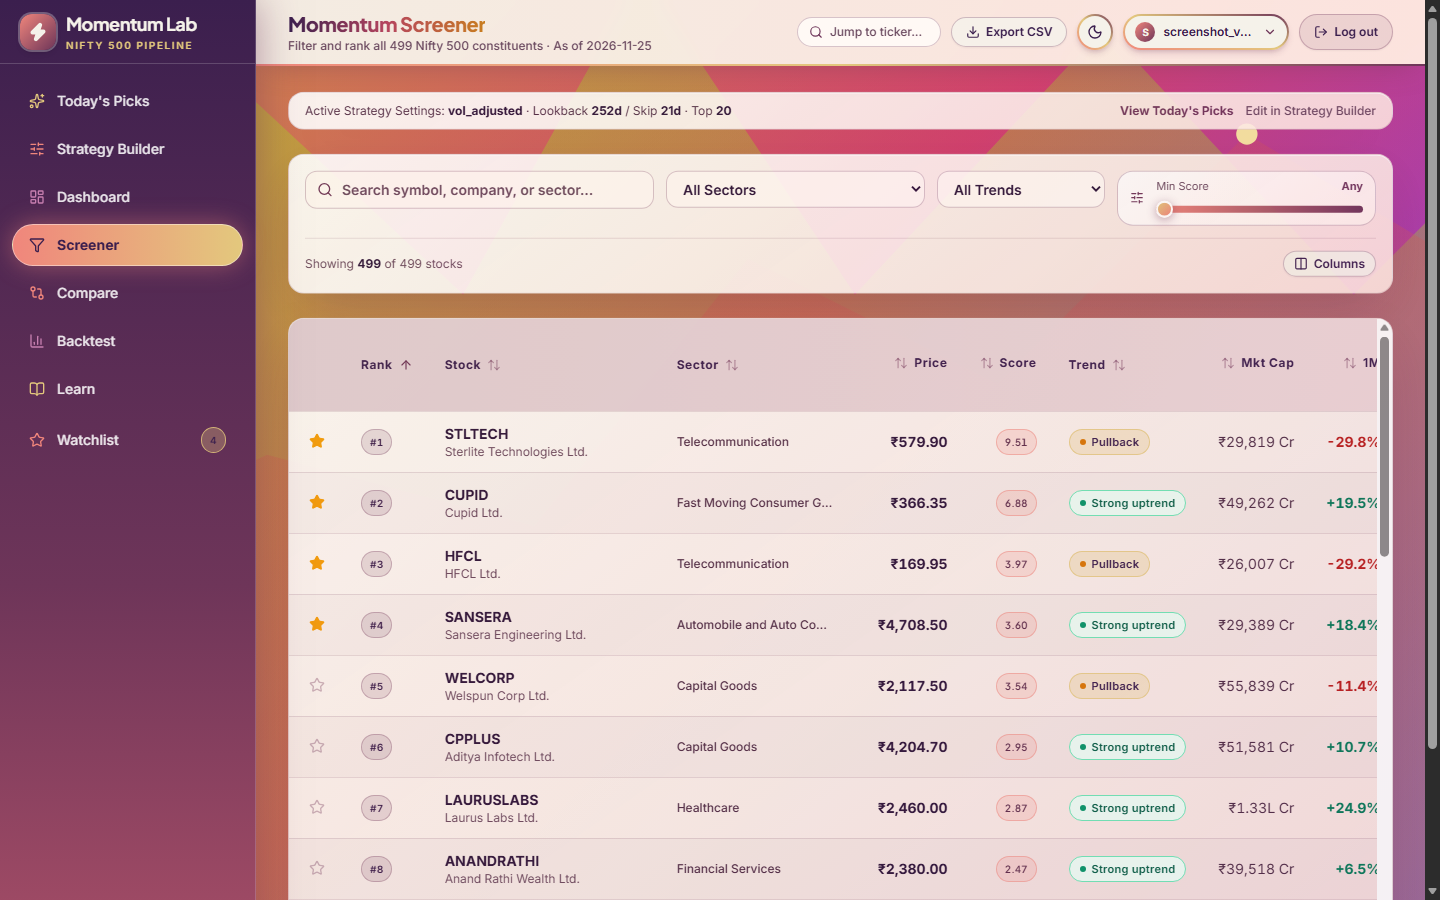 Momentum Lab
NIFTY 500 PIPELINE
Today's Picks
Strategy Builder
Dashboard
Screener
Compare
Backtest
Learn
Watchlist 4
Momentum Screener
Filter and rank all 499 Nifty 500 constituents · As of 2026-11-25
Jump to ticker...
Export CSV
S screenshot_v...
Log out
Active Strategy Settings: vol_adjusted · Lookback 252d / Skip 21d · Top 20
View Today's Picks Edit in Strategy Builder
Search symbol, company, or sector...
All Sectors
All Trends
Min Score Any
Showing 499 of 499 stocks
Columns
Rank Stock Sector Price Score Trend Mkt Cap 1M
#1 STLTECH Telecommunication ₹579.90 9.51 Pullback ₹29,819 Cr -29.8%
Sterlite Technologies Ltd.
#2 CUPID Fast Moving Consumer G... ₹366.35 6.88 Strong uptrend ₹49,262 Cr +19.5%
Cupid Ltd.
#3 HFCL Telecommunication ₹169.95 3.97 Pullback ₹26,007 Cr -29.2%
HFCL Ltd.
#4 SANSERA Automobile and Auto Co... ₹4,708.50 3.60 Strong uptrend ₹29,389 Cr +18.4%
Sansera Engineering Ltd.
#5 WELCORP Capital Goods ₹2,117.50 3.54 Pullback ₹55,839 Cr -11.4%
Welspun Corp Ltd.
#6 CPPLUS Capital Goods ₹4,204.70 2.95 Strong uptrend ₹51,581 Cr +10.7%
Aditya Infotech Ltd.
#7 LAURUSLABS Healthcare ₹2,460.00 2.87 Strong uptrend ₹1.33L Cr +24.9%
Laurus Labs Ltd.
#8 ANANDRATHI Financial Services ₹2,380.00 2.47 Strong uptrend ₹39,518 Cr +6.5%
Anand Rathi Wealth Ltd.